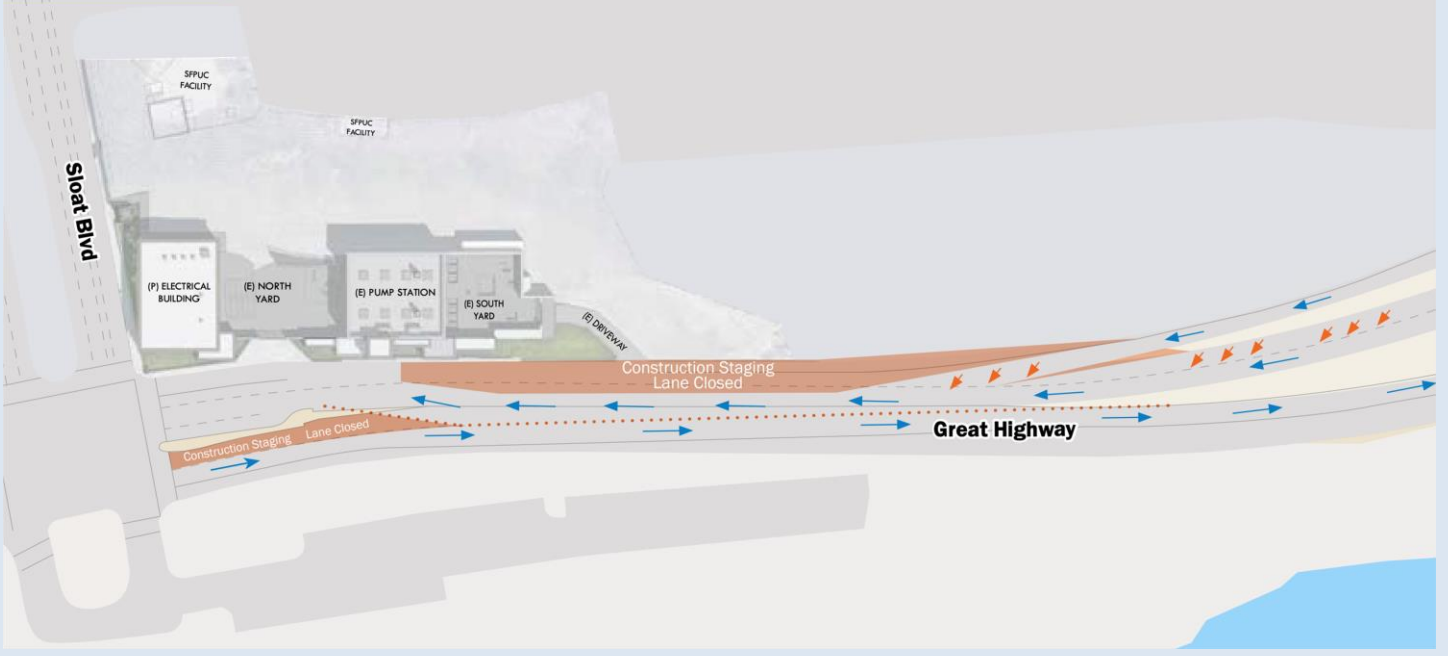 SFPUC
FACILITY
SFPUC
FACILITY
Sloat Blvd
(P) ELECTRICAL
BUILDING
(E) NORTH
YARD
(E) PUMP STATION
(E) SOUTH
YARD
(E) DRIVEWAY
Construction Staging
Lane Closed
Construction Staging Lane Closed
Great Highway